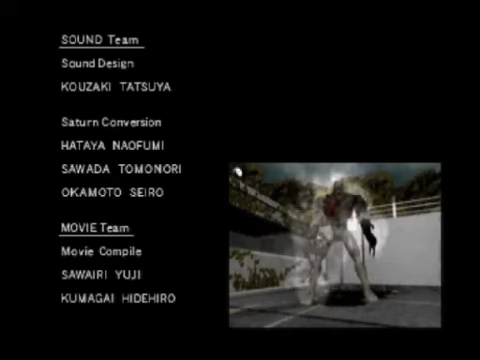 SOUND Team
Sound Design
KOUZAKI TATSUYA
Saturn Conversion
HATAYA NAOFUMI
SAWADA TOMONORI
OKAMOTO SEIRO
MOVIE Team
Movie Compile
SAWAIRI YUJI
KUMAGAI HIDEHIRO